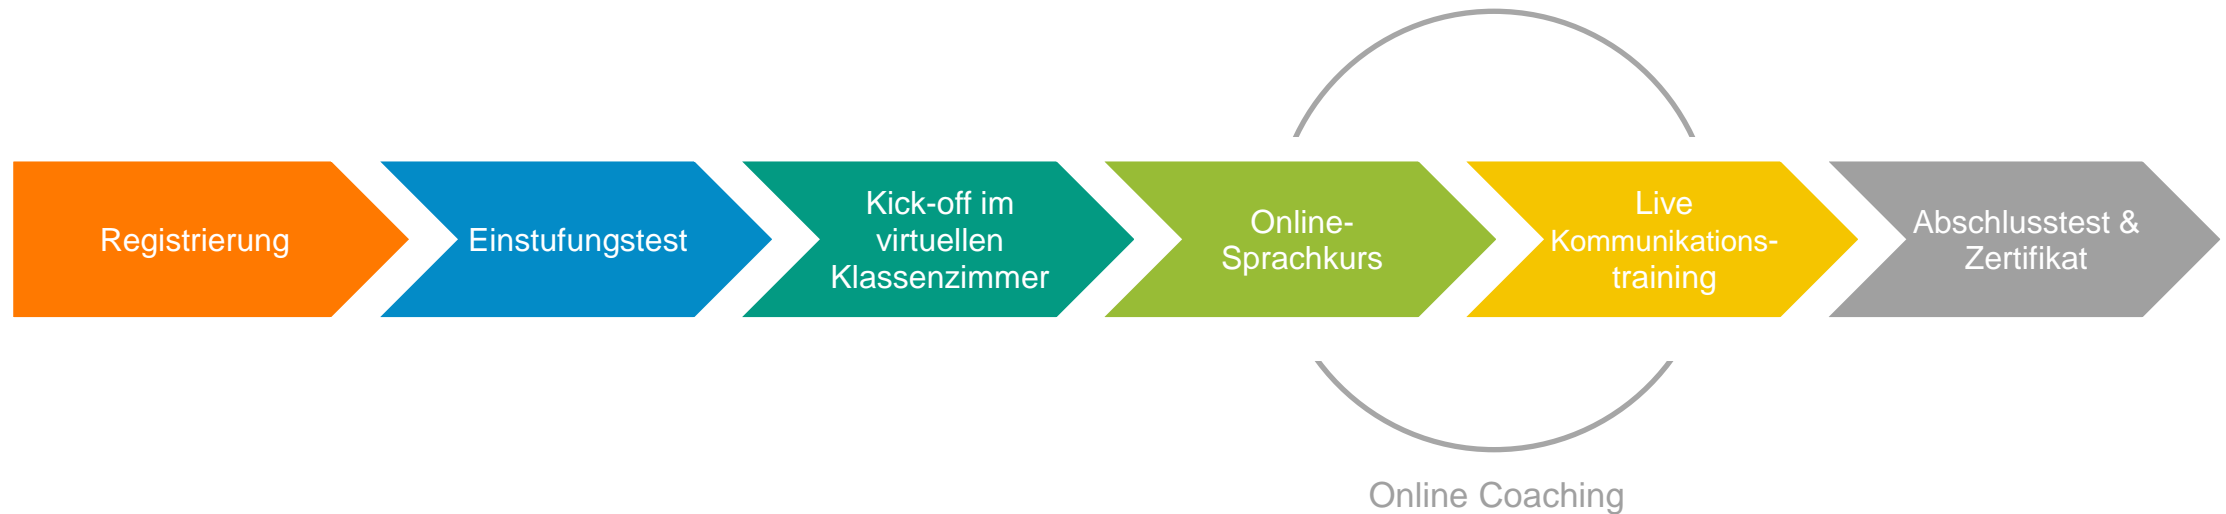 Registrierung
Einstufungstest
Kick-off im
virtuellen
Klassenzimmer
Online-
Sprachkurs
Live
Kommunikations-
training
Abschlusstest &
Zertifikat
Online Coaching